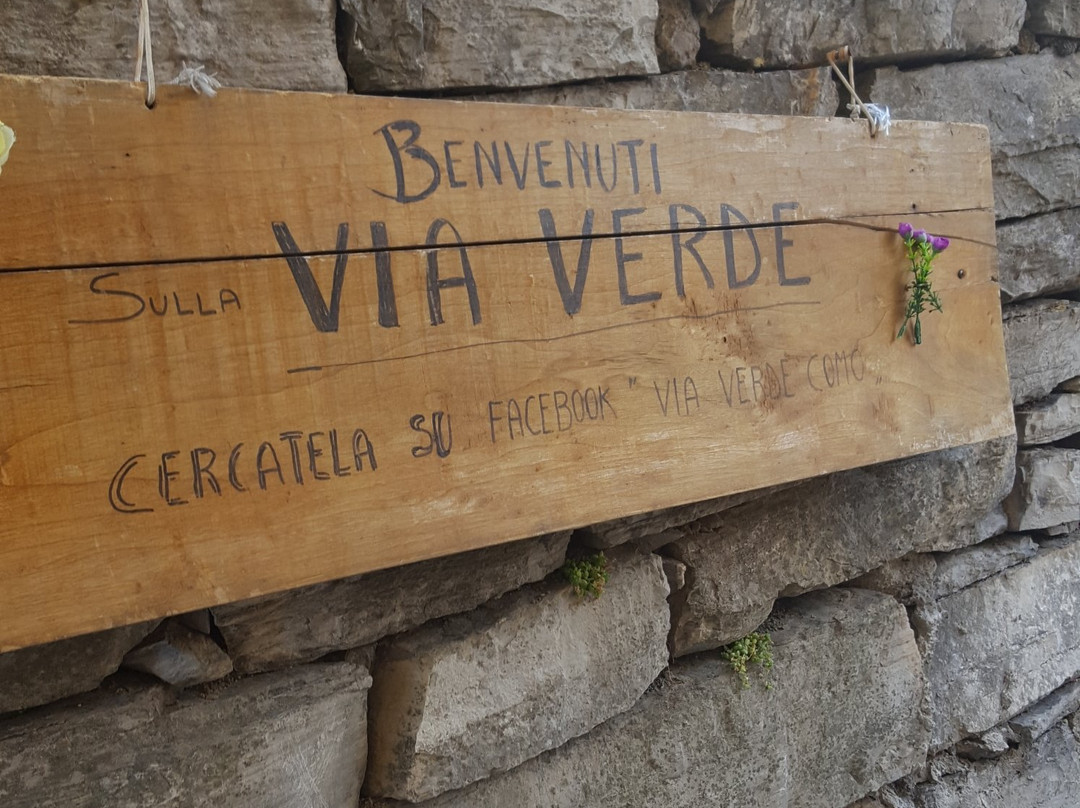 BENVENUTI
SULLA VIA VERDE
CERCATELA SU FACEBOOK "VIA VERDE COMO"